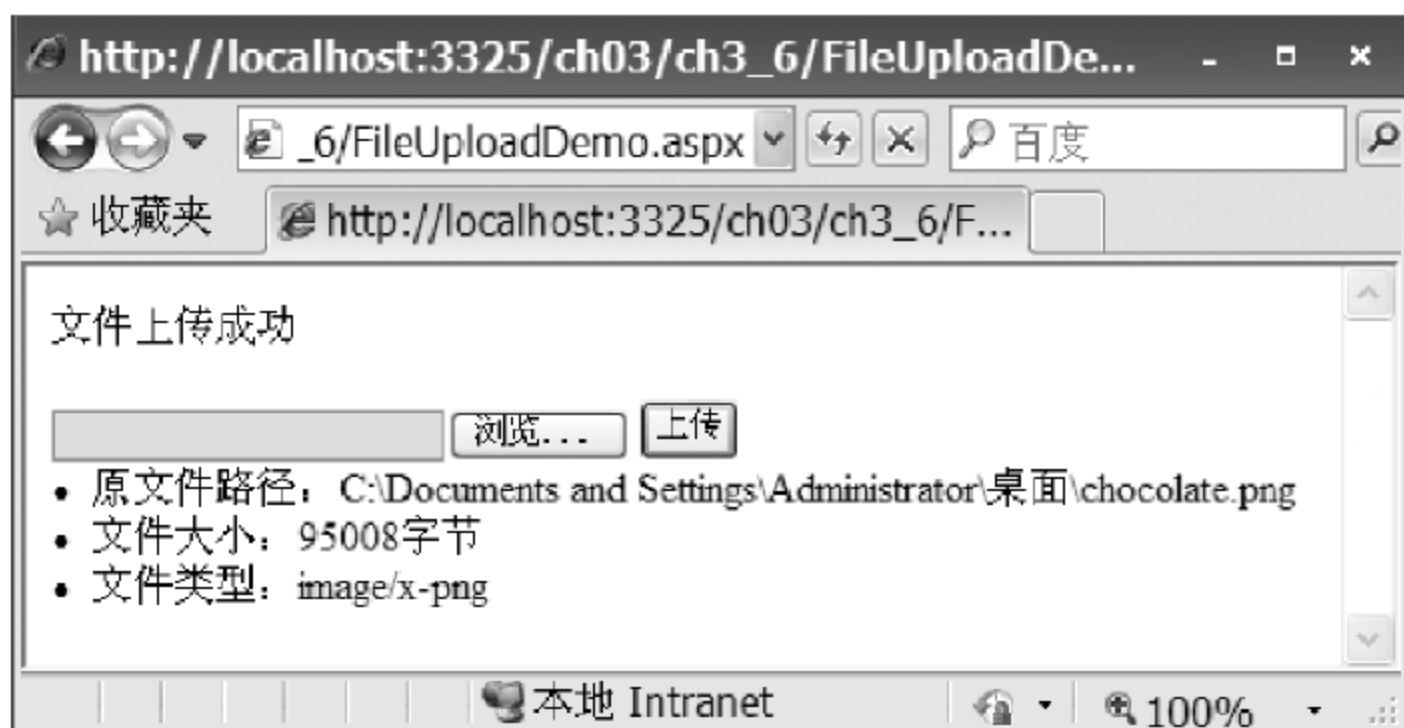 http://localhost:3325/ch03/ch3_6/FileUploadDe...
_6/FileUploadDemo.aspx 百度
收藏夹 http://localhost:3325/ch03/ch3_6/F...
文件上传成功
浏览... 上传
• 原文件路径：C:\Documents and Settings\Administrator\桌面\chocolate.png
• 文件大小：95008字节
• 文件类型：image/x-png
本地 Intranet 100%